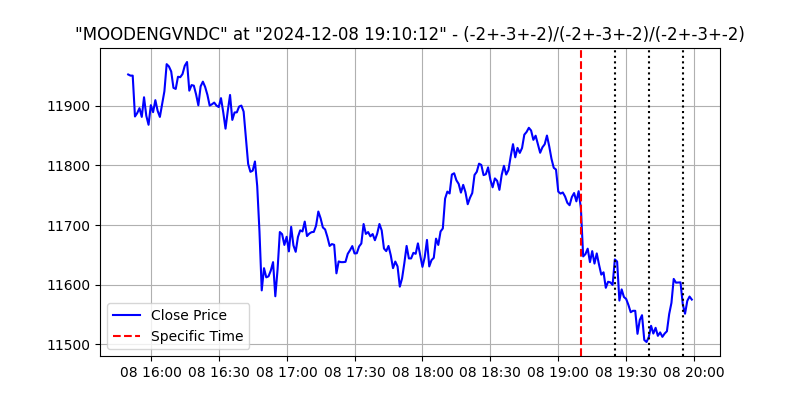 "MOODENGVNDC" at "2024-12-08 19:10:12" - (-2+-3+-2)/(-2+-3+-2)/(-2+-3+-2)
11900
11800
11700
11600
11500
Close Price
Specific Time
08 16:00 08 16:30 08 17:00 08 17:30 08 18:00 08 18:30 08 19:00 08 19:30 08 20:00